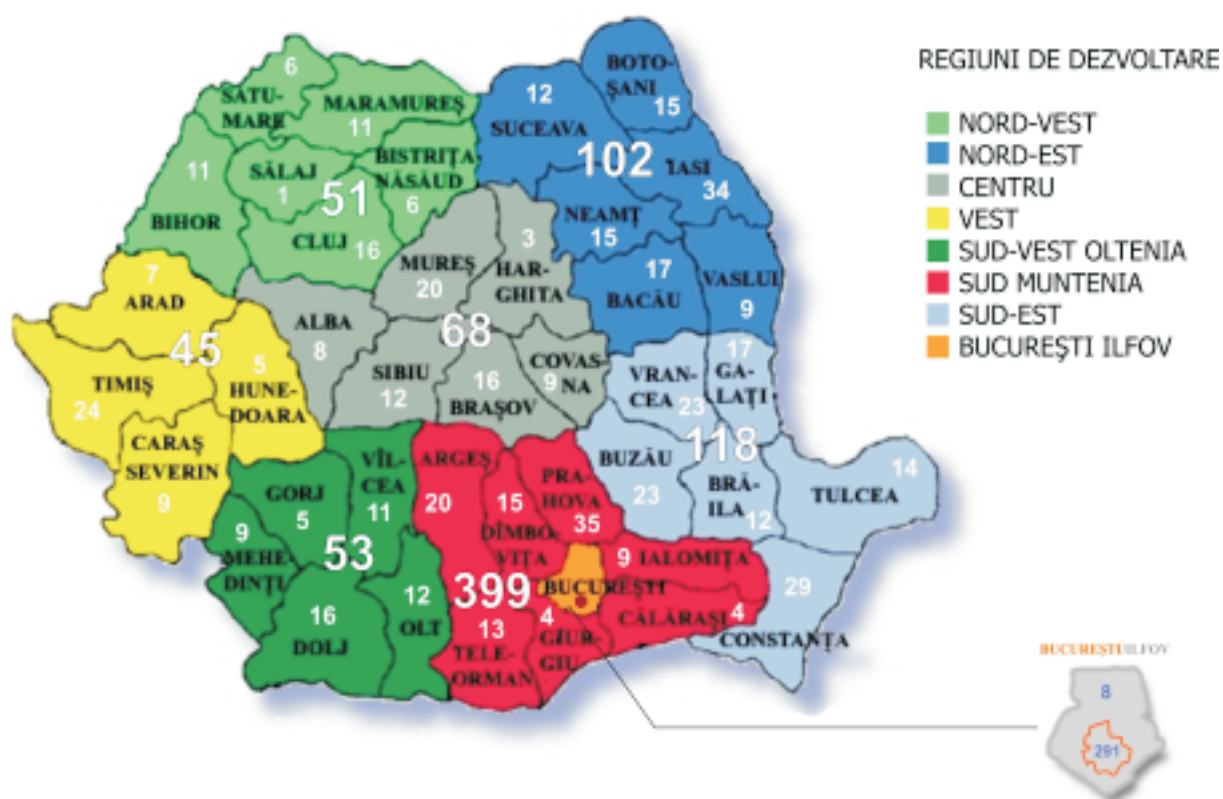 REGIUNI DE DEZVOLTARE
NORD-VEST
NORD-EST
CENTRU
VEST
SUD-VEST OLTENIA
SUD MUNTENIA
SUD-EST
BUCUREŞTI ILFOV
6
SATU-
MARE
MARAMUREŞ
11
11
BIHOR
SĂLAJ
1
51
BISTRIŢA
NĂSĂUD
6
CLUJ
16
12
SUCEAVA
BOTO-
ŞANI
15
102
IASI
34
NEAMŢ
15
17
BACĂU
VASLUI
9
7
ARAD
45
TIMIŞ
24
5
HUNE-
DOARA
CARAŞ
SEVERIN
9
ALBA
8
MUREŞ
20
3
HAR-
GHITA
68
SIBIU
12
16
BRAŞOV
COVAS-
NA
9
17
GA-
LAŢI
VRAN-
CEA
23
118
BUZĂU
23
BRĂ-
ILA
12
14
TULCEA
29
CONSTANŢA
GORJ
5
VÎL-
CEA
11
9
MEHE-
DINŢI
53
16
DOLJ
12
OLT
ARGEŞ
20
15
DÎMBO-
VIŢA
PRA-
HOVA
35
399
BUCUREŞTI
9
IALOMIŢA
CĂLĂRAŞI
4
13
TELE-
ORMAN
4
GIUR-
GIU
BUCUREŞTI ILFOV
8
291